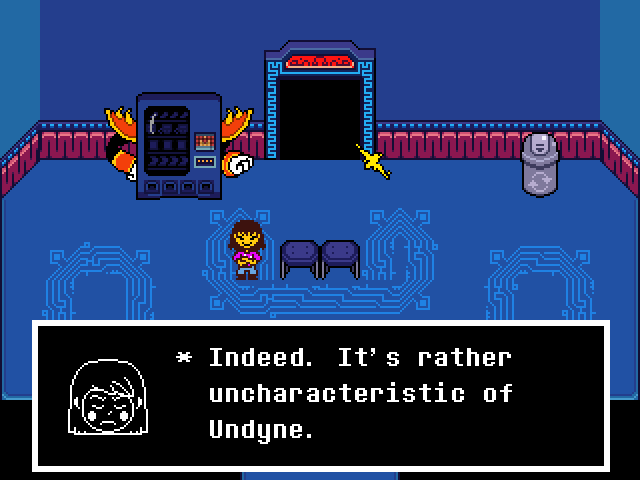 * Indeed. It's rather
uncharacteristic of
Undyne.